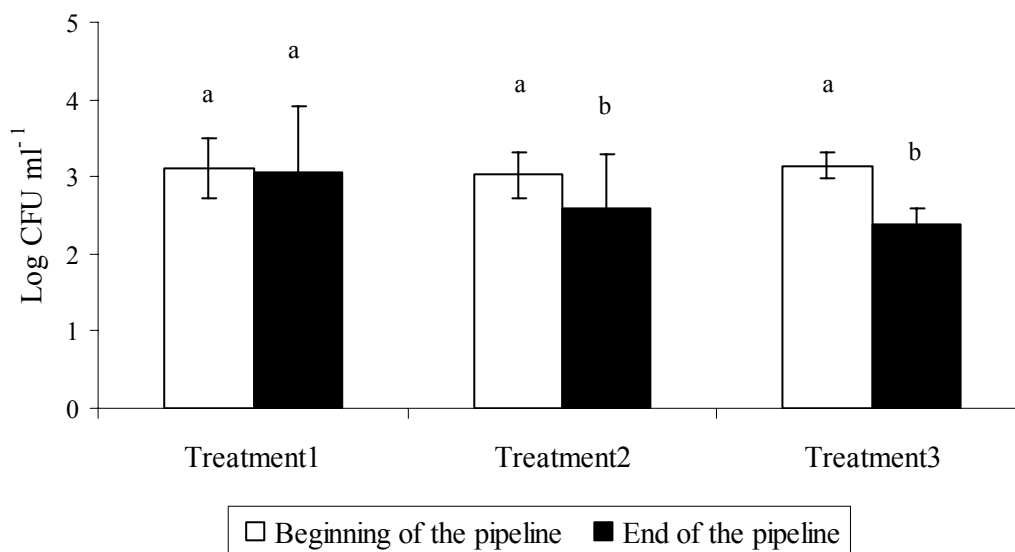 5
4
3
2
1
0
Log CFU ml⁻¹
a
a
a
b
a
b
Treatment1
Treatment2
Treatment3
Beginning of the pipeline
End of the pipeline